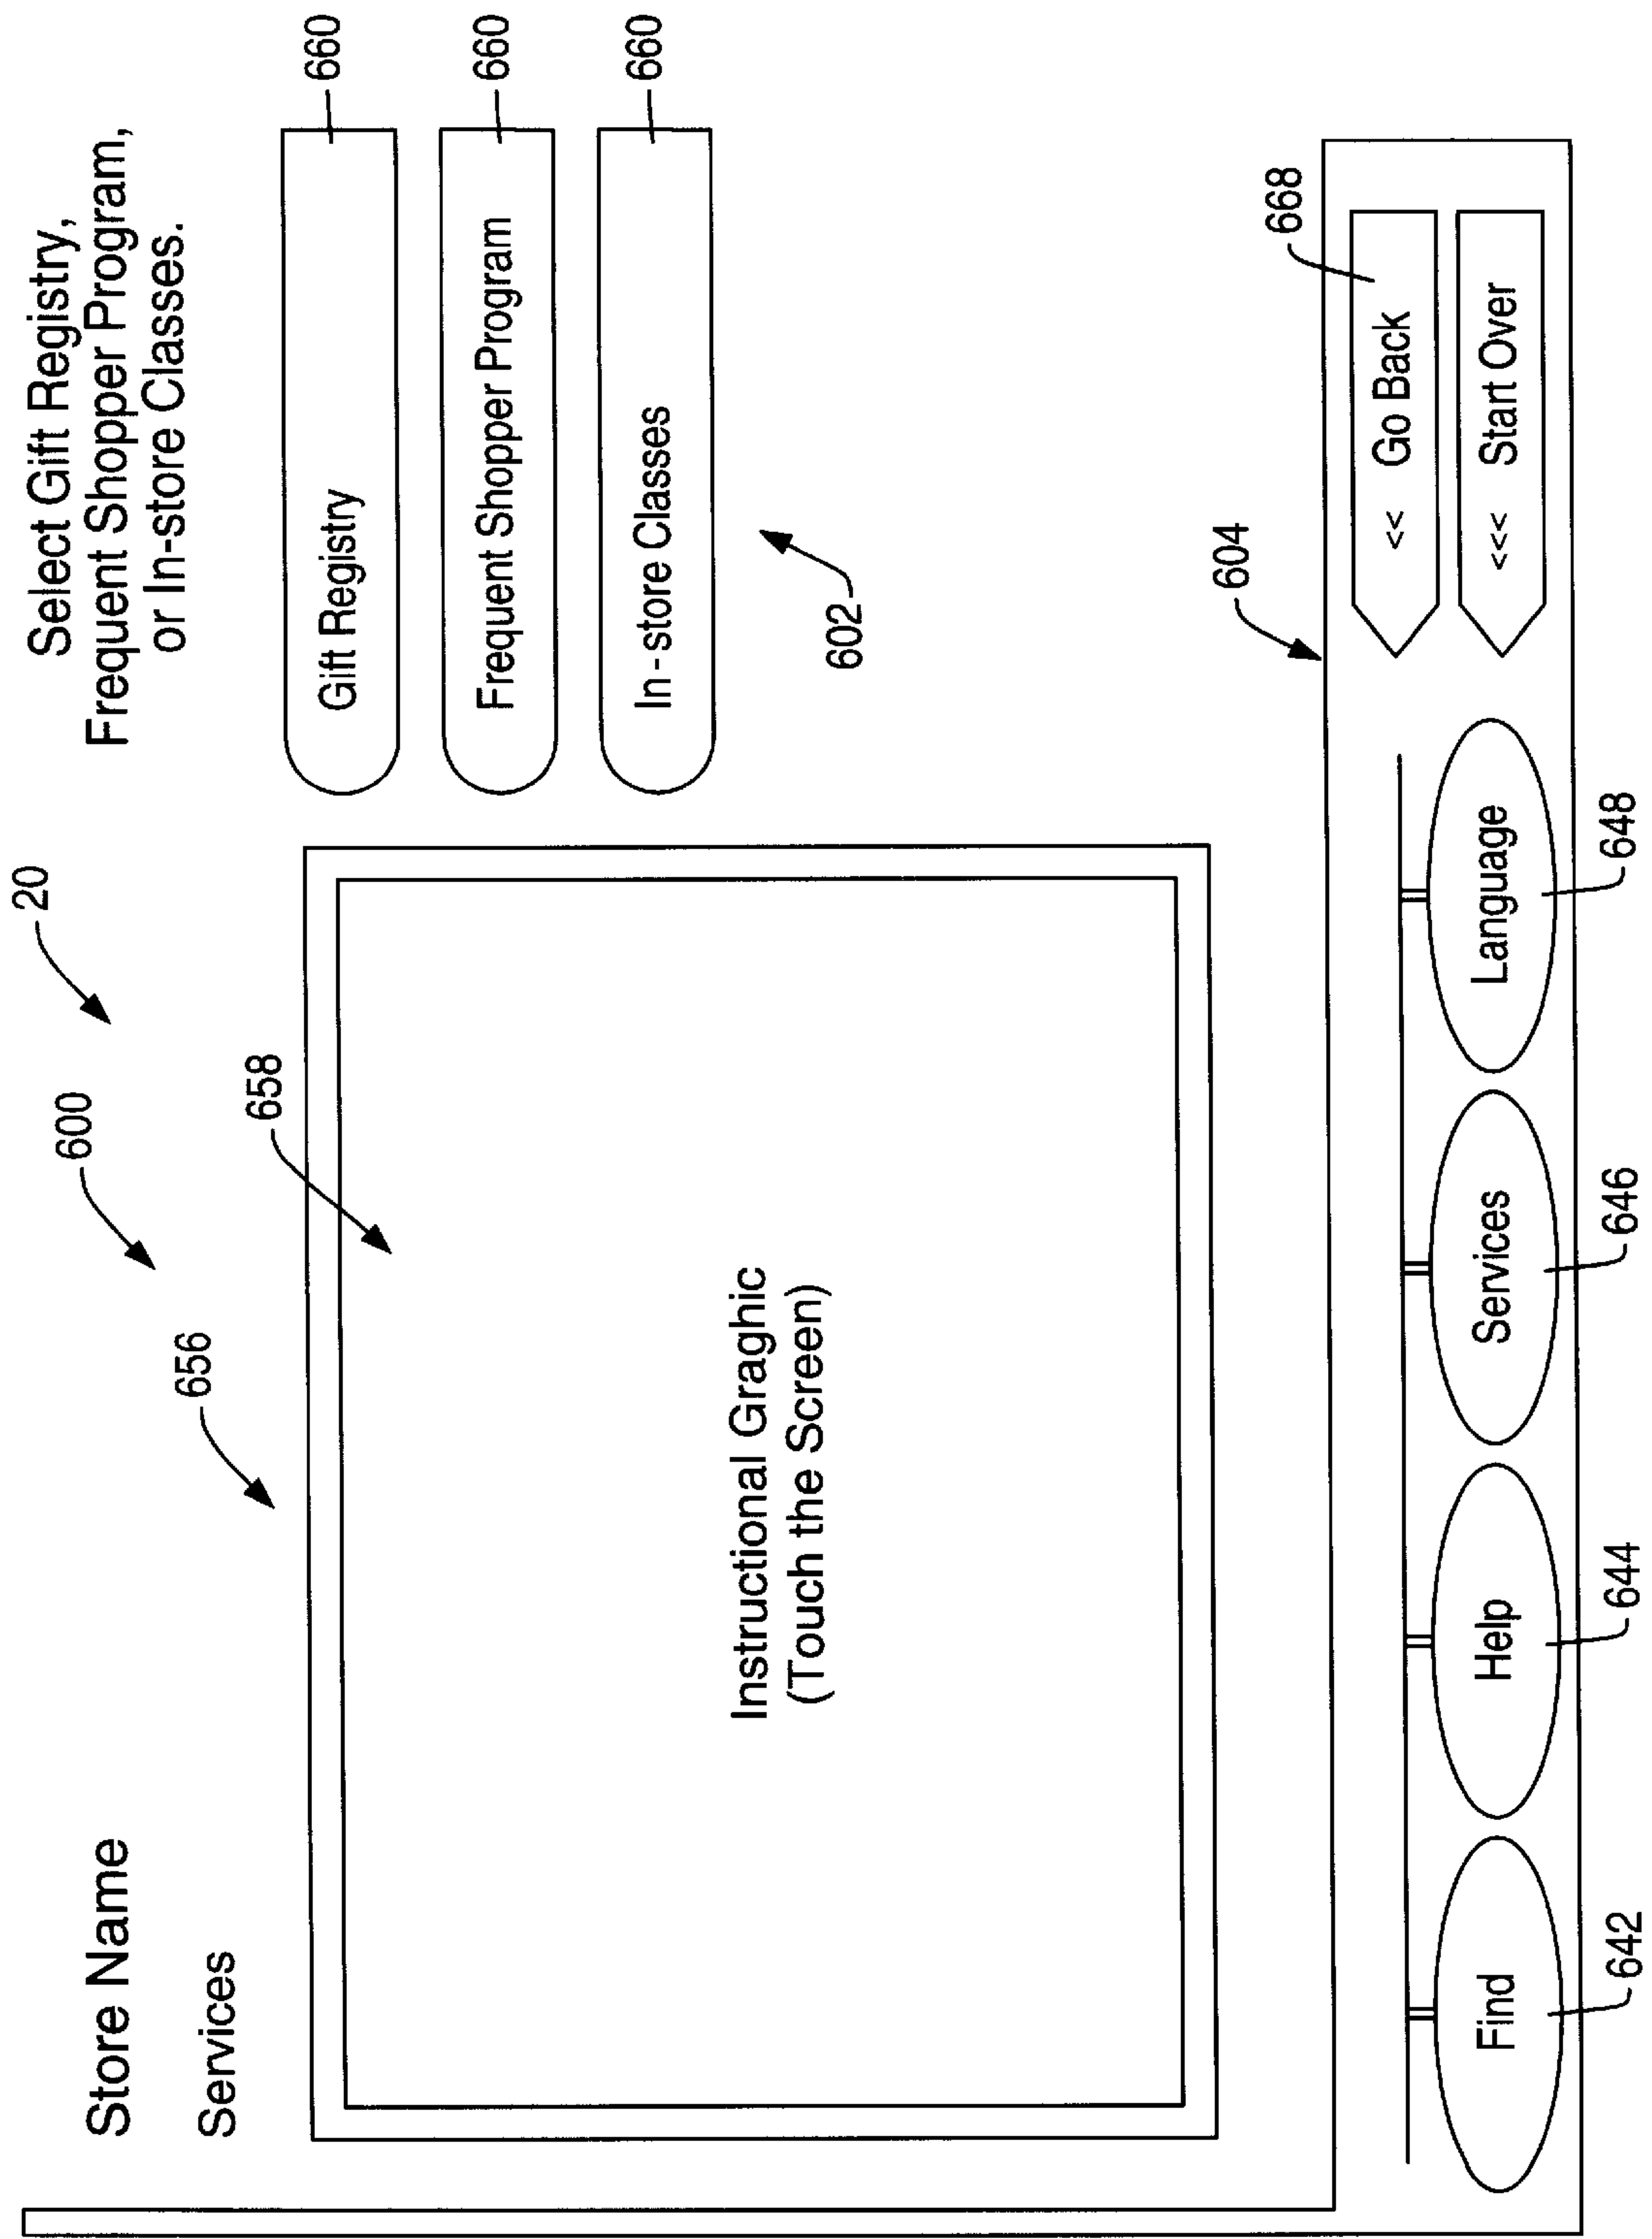 20
600
Store Name
Services
656
658
Select Gift Registry,
Frequent Shopper Program,
or In-store Classes.
Gift Registry
660
Frequent Shopper Program
660
In-store Classes
660
602
Instructional Graghic
(Touch the Screen)
604
668
<< Go Back
<<< Start Over
Find
Help
Services
Language
642
644
646
648